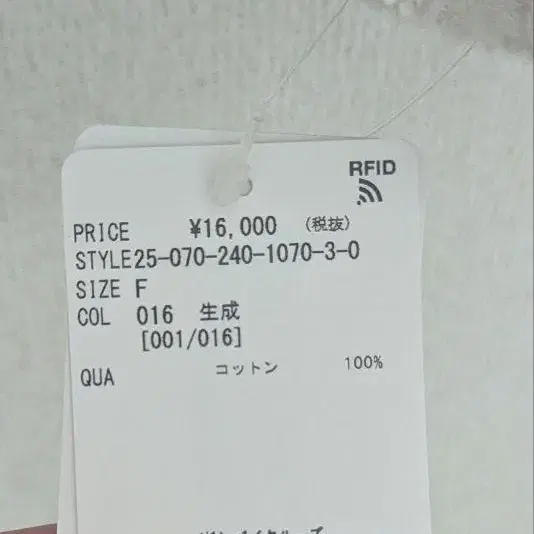 RFID
PRICE ¥16,000 (税抜)
STYLE25-070-240-1070-3-0
SIZE F
COL 016 生成
[001/016]
QUA コットン 100%